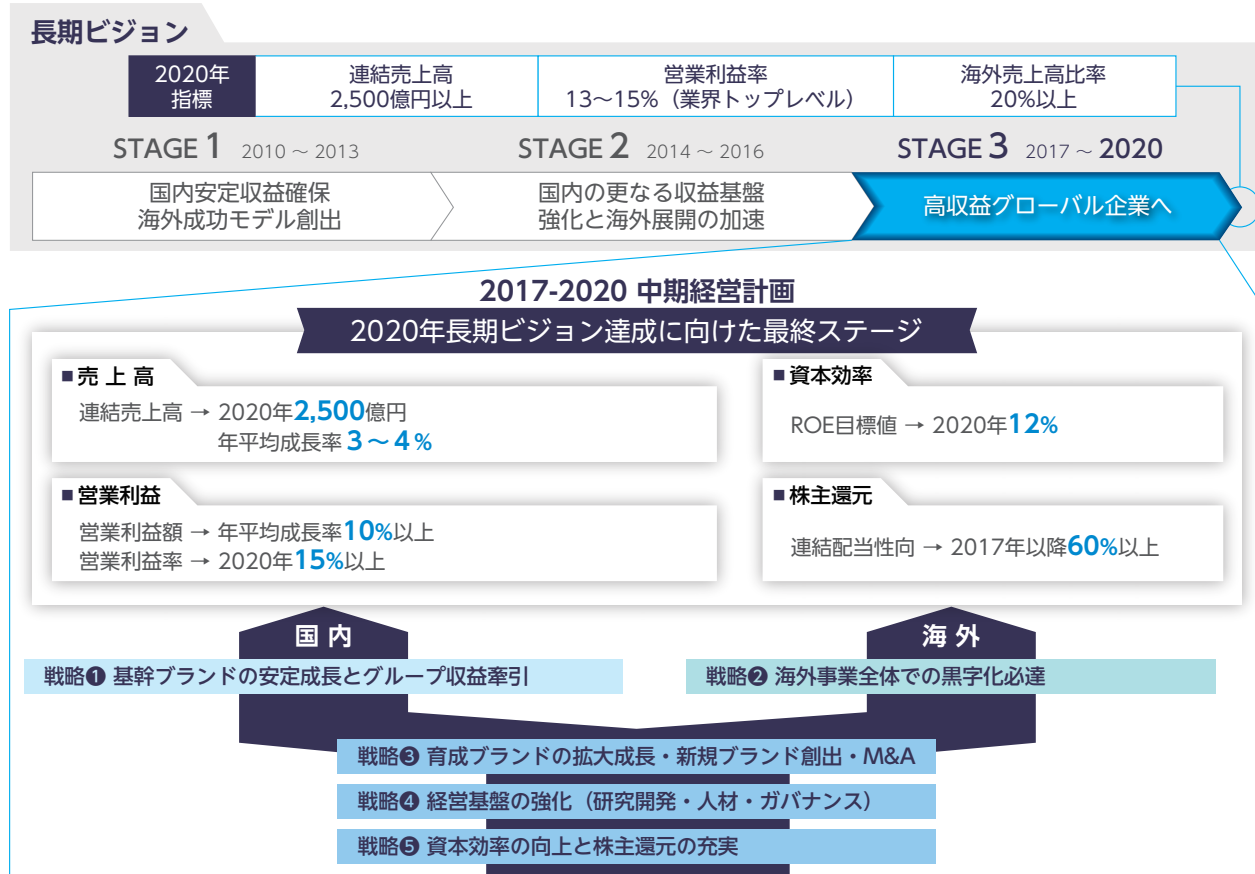 長期ビジョン
2020年
指標
連結売上高
2,500億円以上
営業利益率
13～15%（業界トップレベル）
海外売上高比率
20%以上
STAGE 1 2010 ～ 2013
国内安定収益確保
海外成功モデル創出
STAGE 2 2014 ～ 2016
国内の更なる収益基盤
強化と海外展開の加速
STAGE 3 2017 ～ 2020
高収益グローバル企業へ
2017-2020 中期経営計画
2020年長期ビジョン達成に向けた最終ステージ
■売上高
連結売上高 → 2020年2,500億円
年平均成長率 3～4%
■営業利益
営業利益額 → 年平均成長率10%以上
営業利益率 → 2020年15%以上
■資本効率
ROE目標値 → 2020年12%
■株主還元
連結配当性向 → 2017年以降60%以上
国内
戦略❶ 基幹ブランドの安定成長とグループ収益牽引
海外
戦略❷ 海外事業全体での黒字化必達
戦略❸ 育成ブランドの拡大成長・新規ブランド創出・M&A
戦略❹ 経営基盤の強化（研究開発・人材・ガバナンス）
戦略❺ 資本効率の向上と株主還元の充実